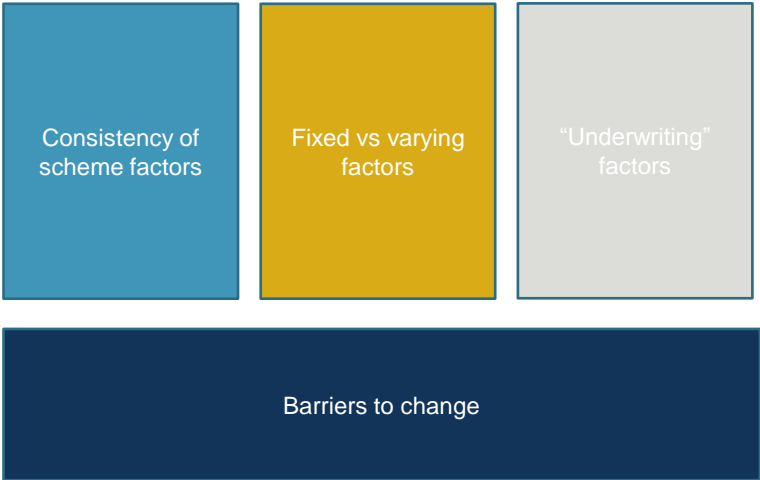 Consistency of
scheme factors
Fixed vs varying
factors
“Underwriting”
factors
Barriers to change